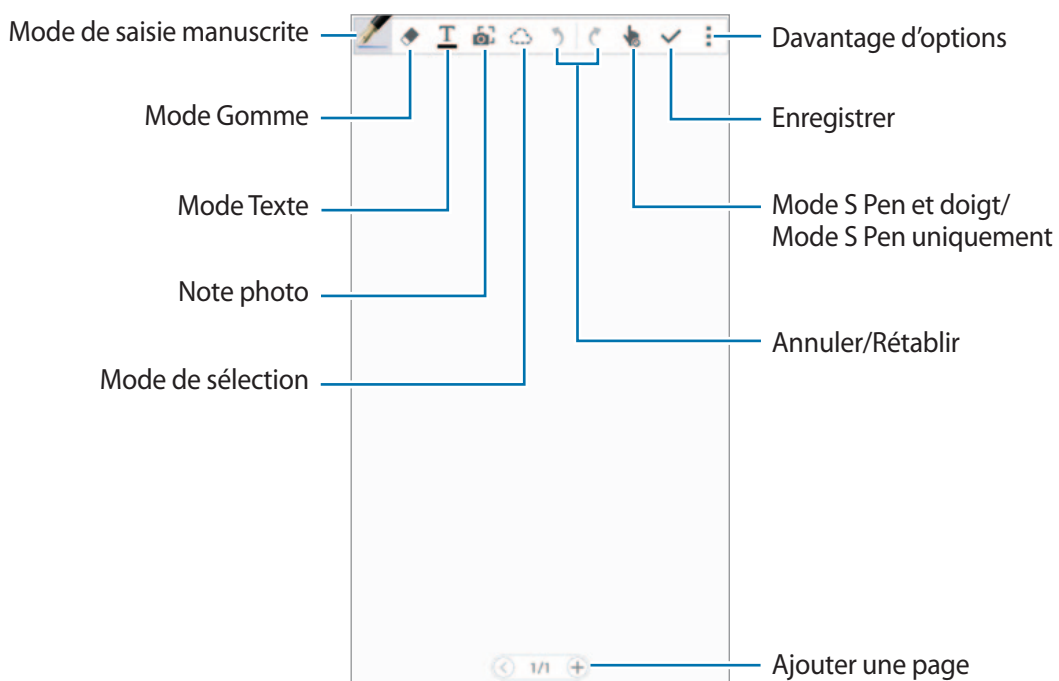 Mode de saisie manuscrite
Mode Gomme
Mode Texte
Note photo
Mode de sélection
T
Davantage d’options
Enregistrer
Mode S Pen et doigt/
Mode S Pen uniquement
Annuler/Rétablir
1/1
Ajouter une page